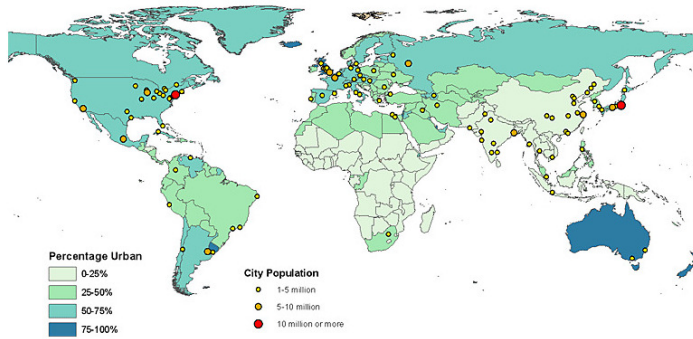 Percentage Urban
0-25%
25-50%
50-75%
75-100%
City Population
1-5 million
5-10 million
10 million or more